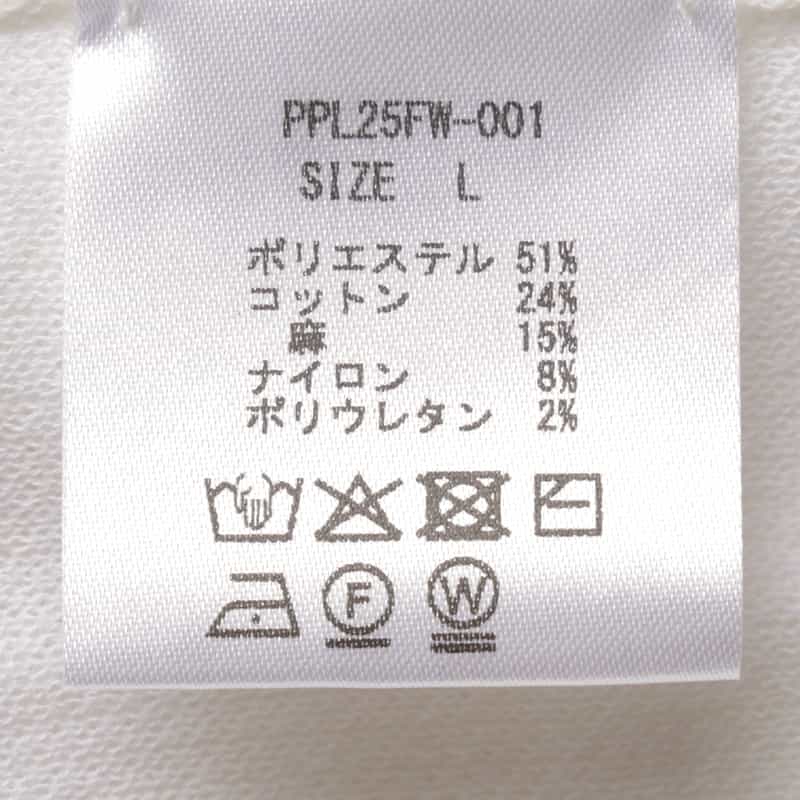 PPL25FW-001
SIZE L
ポリエステル 51%
コットン 24%
麻 15%
ナイロン 8%
ポリウレタン 2%
F W